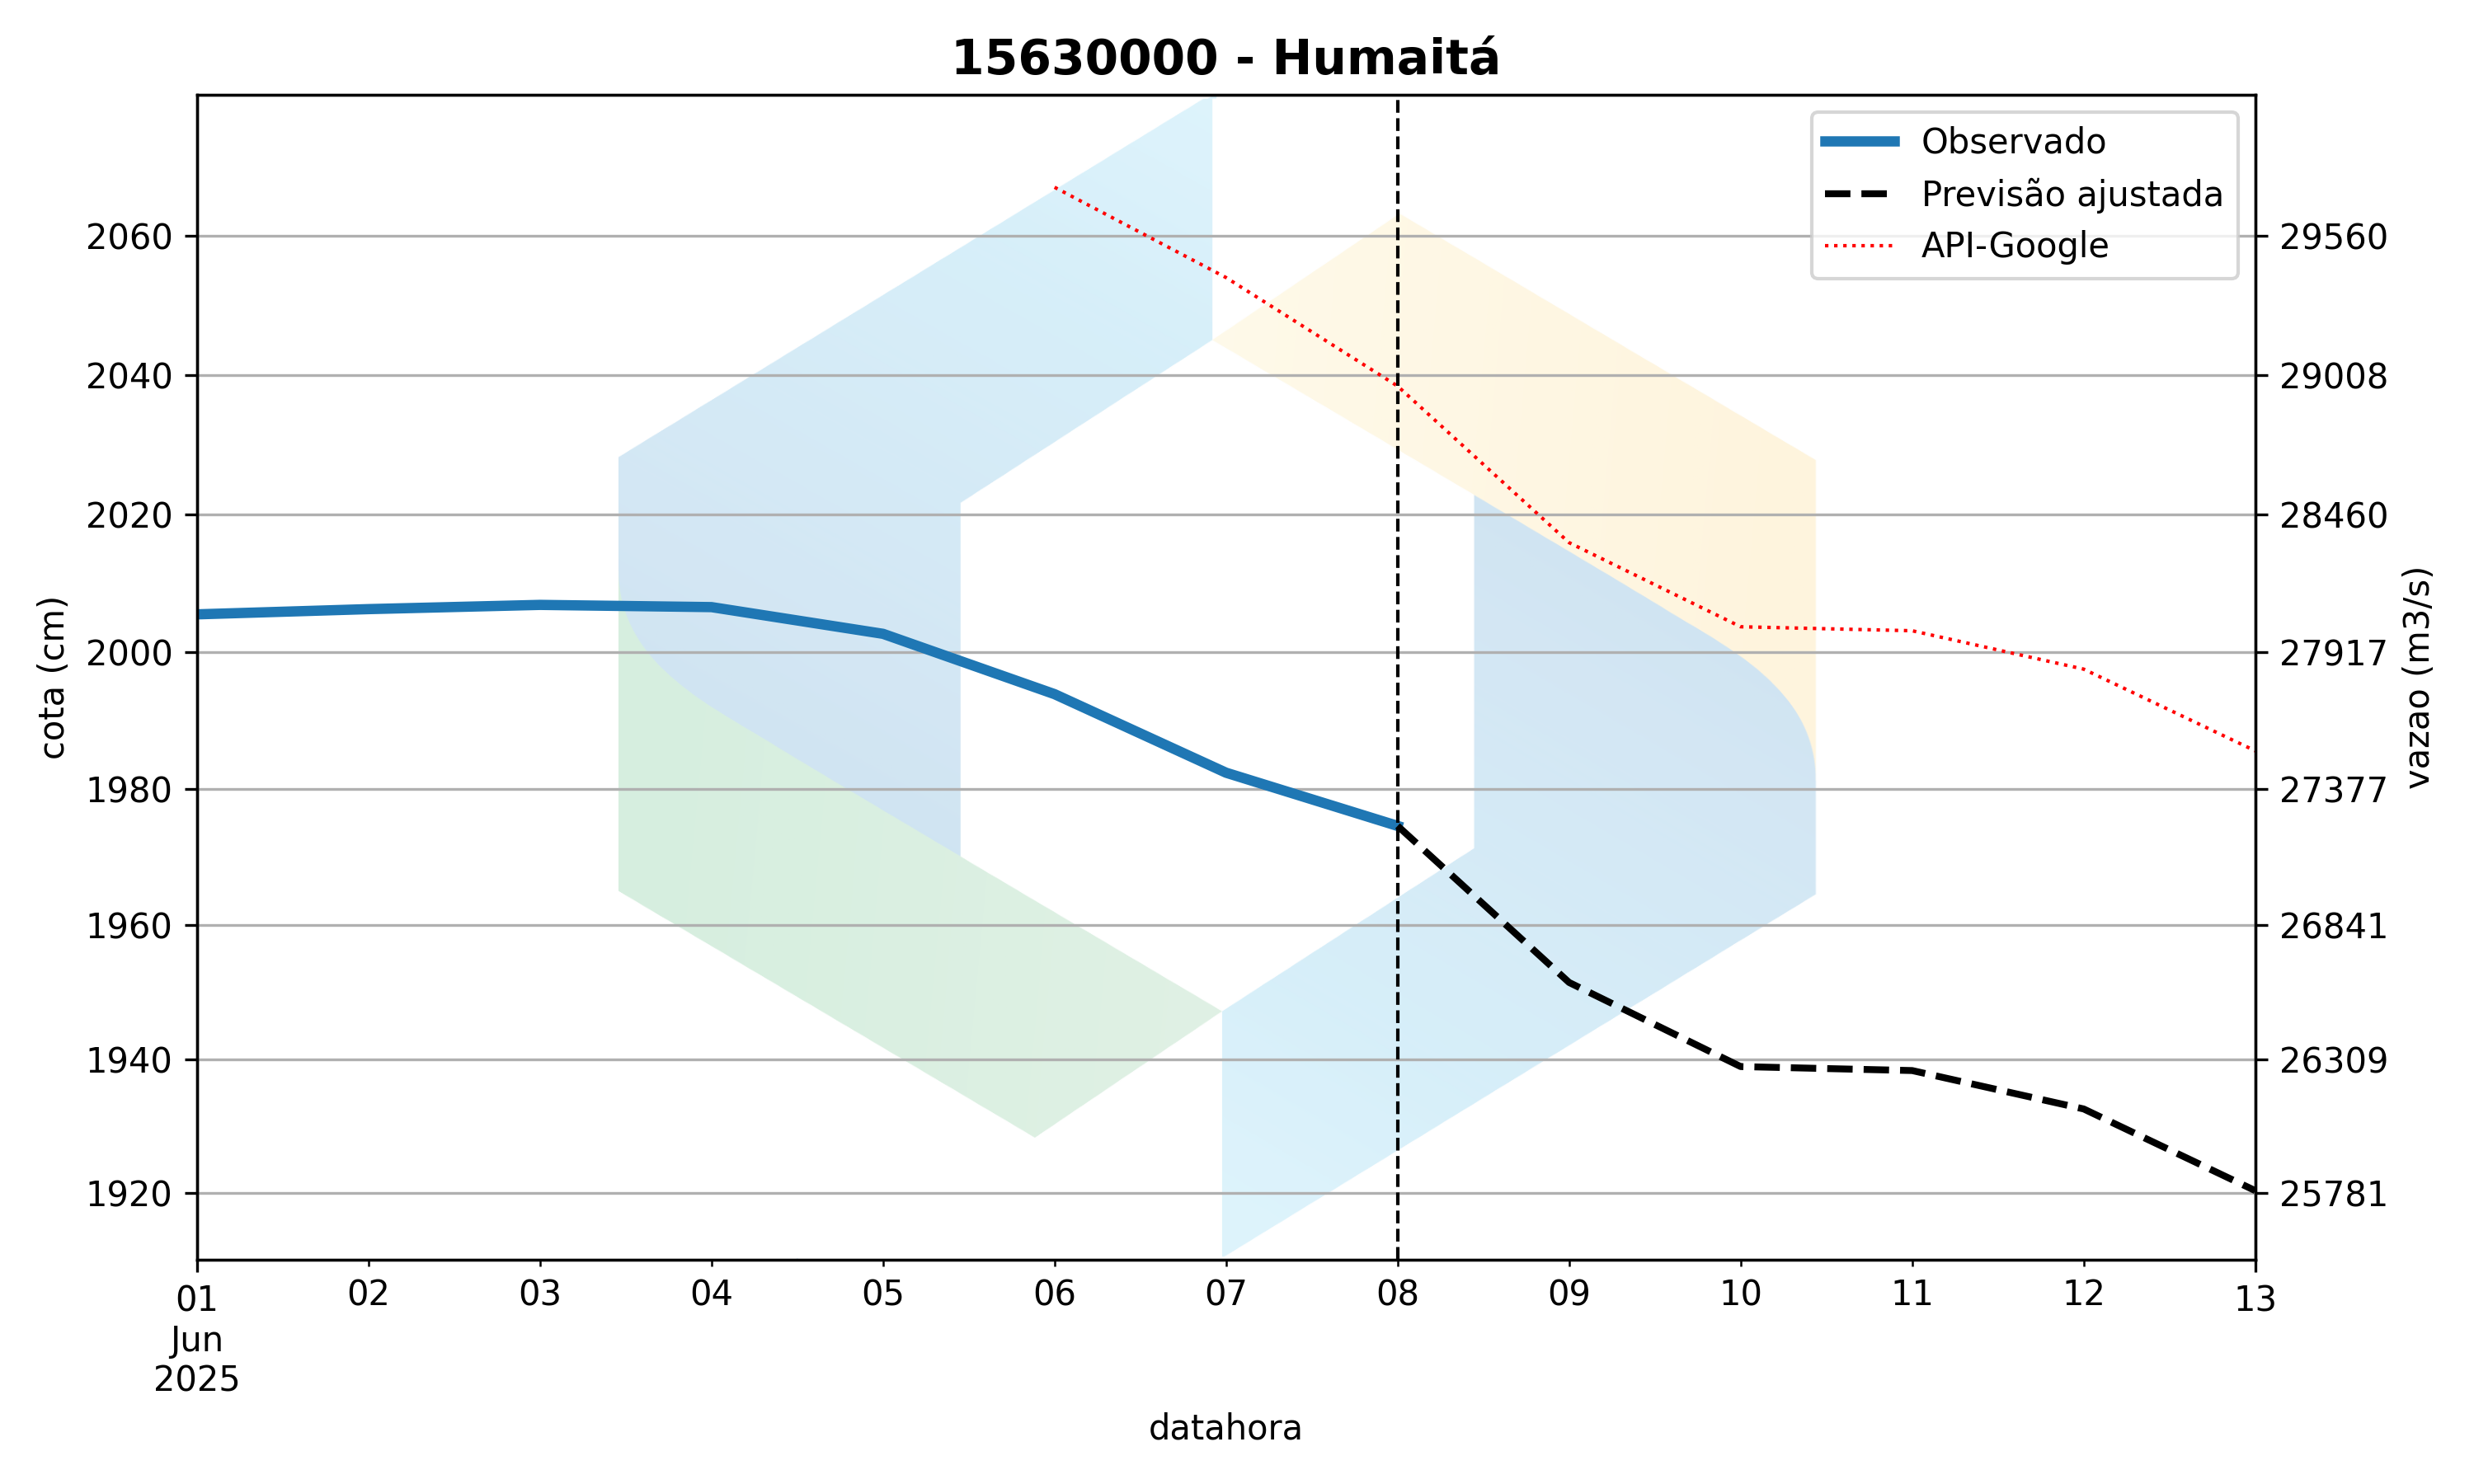 15630000 - Humaitá
Observado
Previsão ajustada
API-Google
2060
2040
2020
2000
1980
1960
1940
1920
cota (cm)
29560
29008
28460
27917
27377
26841
26309
25781
vazao (m3/s)
01 02 03 04 05 06 07 08 09 10 11 12 13
Jun
2025
datahora